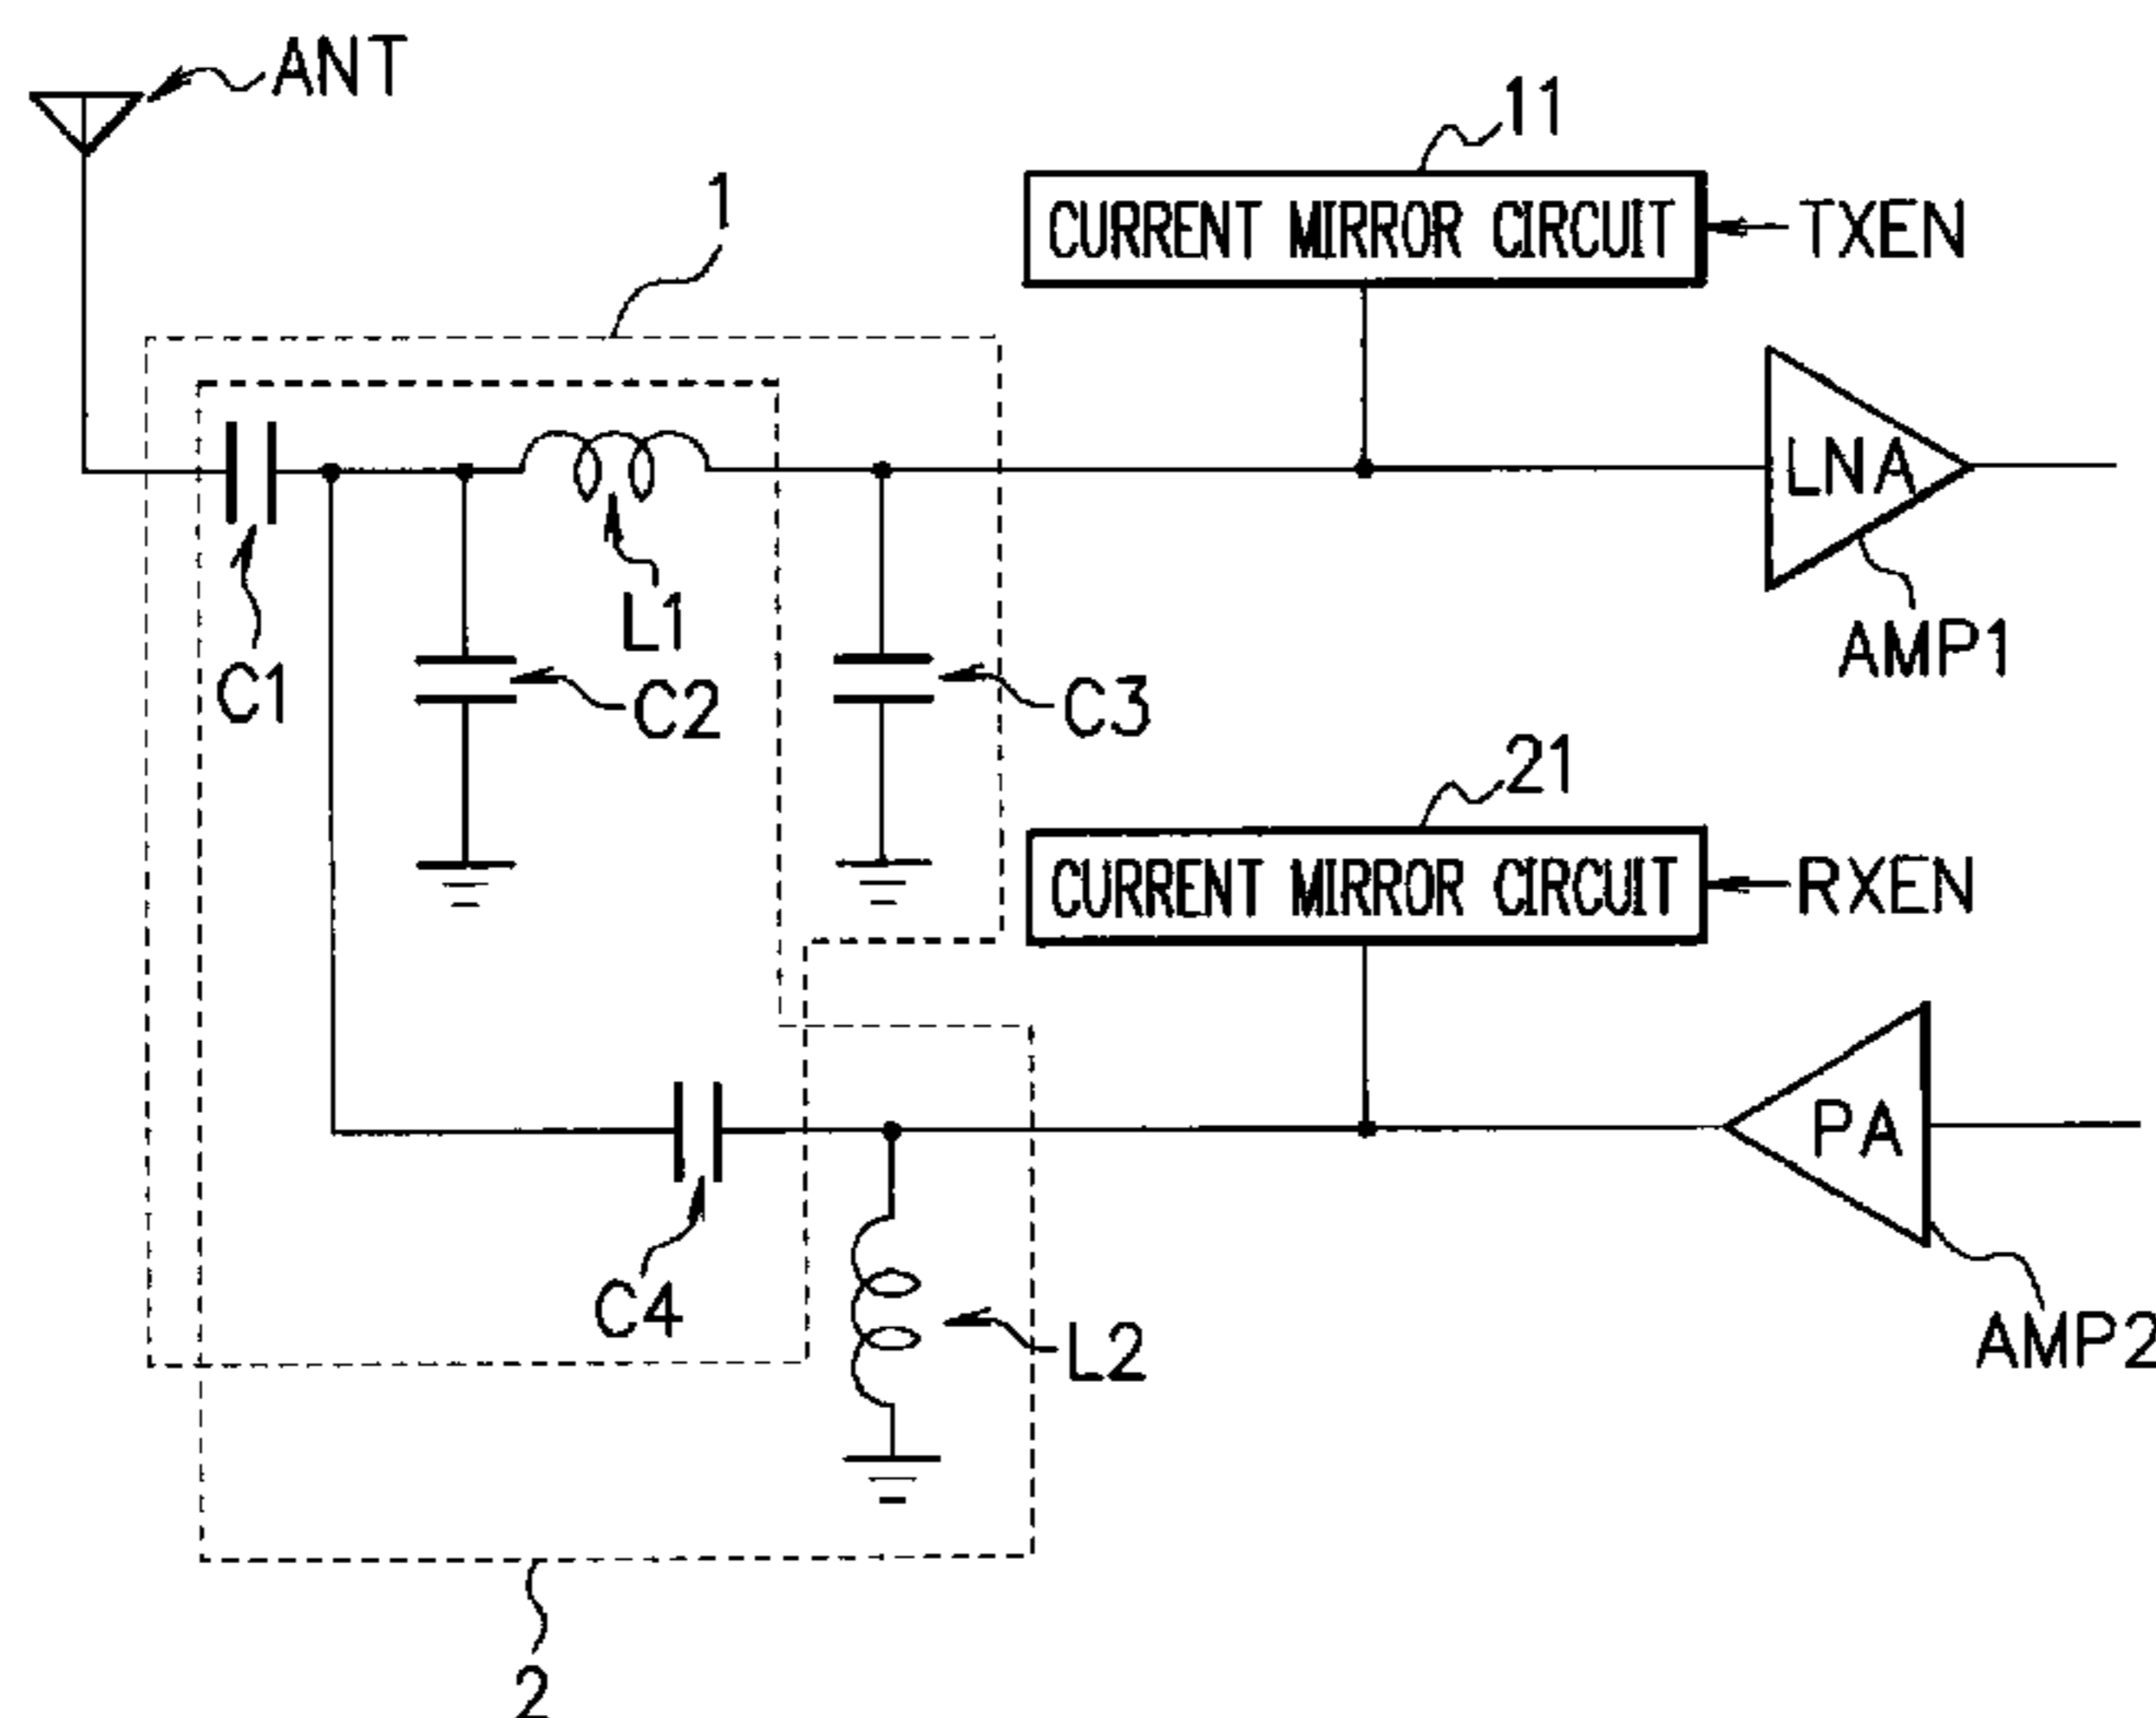 ANT
11
1
CURRENT MIRROR CIRCUIT
TXEN
LNA
L1
AMP1
C1
C2
C3
21
CURRENT MIRROR CIRCUIT
RXEN
PA
C4
L2
AMP2
2